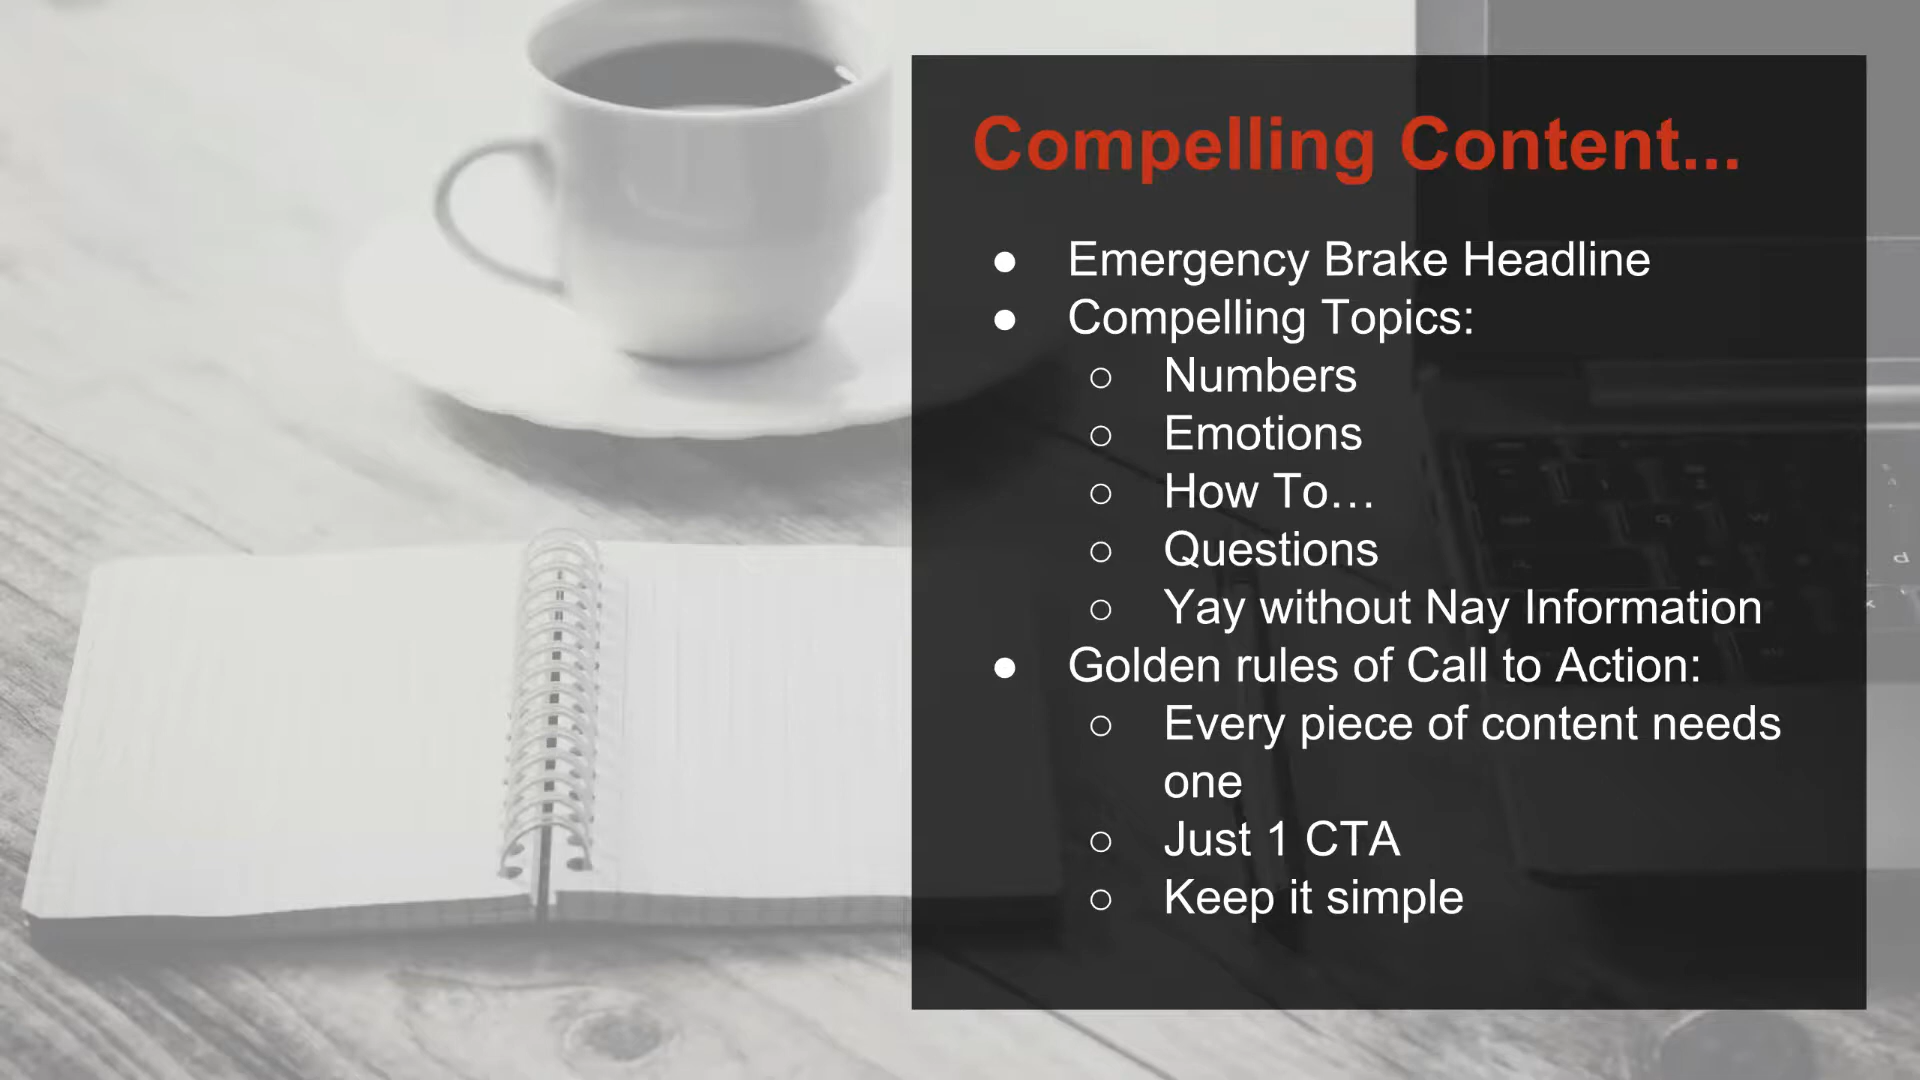 Compelling Content...
● Emergency Brake Headline
● Compelling Topics:
○ Numbers
○ Emotions
○ How To…
○ Questions
○ Yay without Nay Information
● Golden rules of Call to Action:
○ Every piece of content needs
one
○ Just 1 CTA
○ Keep it simple